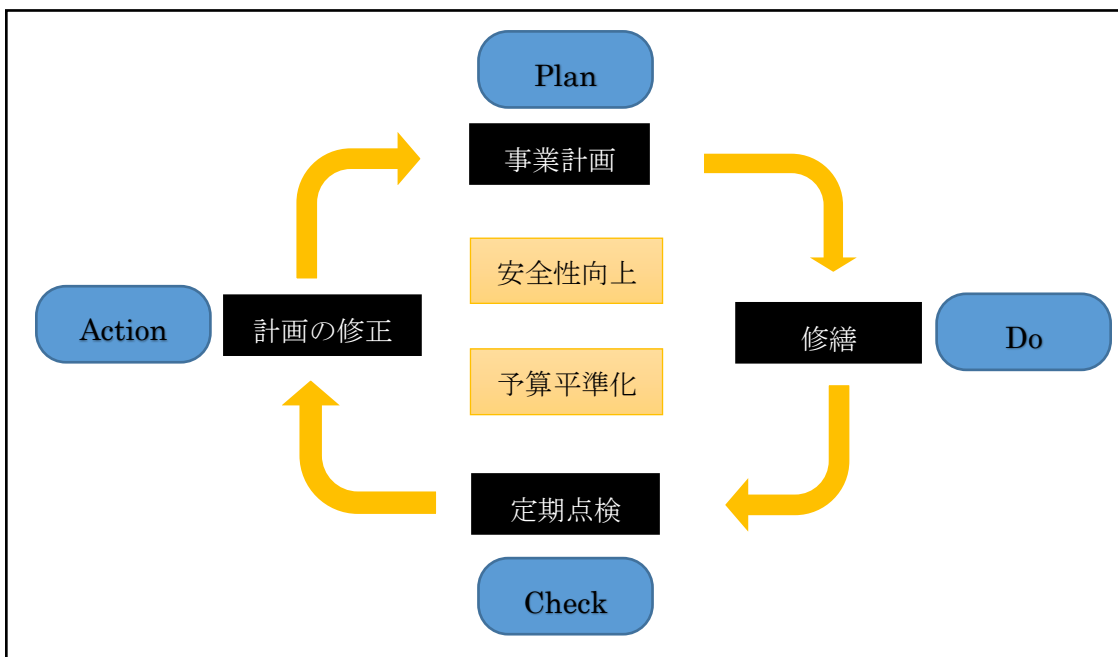 Plan
事業計画
安全性向上
Action
計画の修正
修繕
Do
予算平準化
定期点検
Check